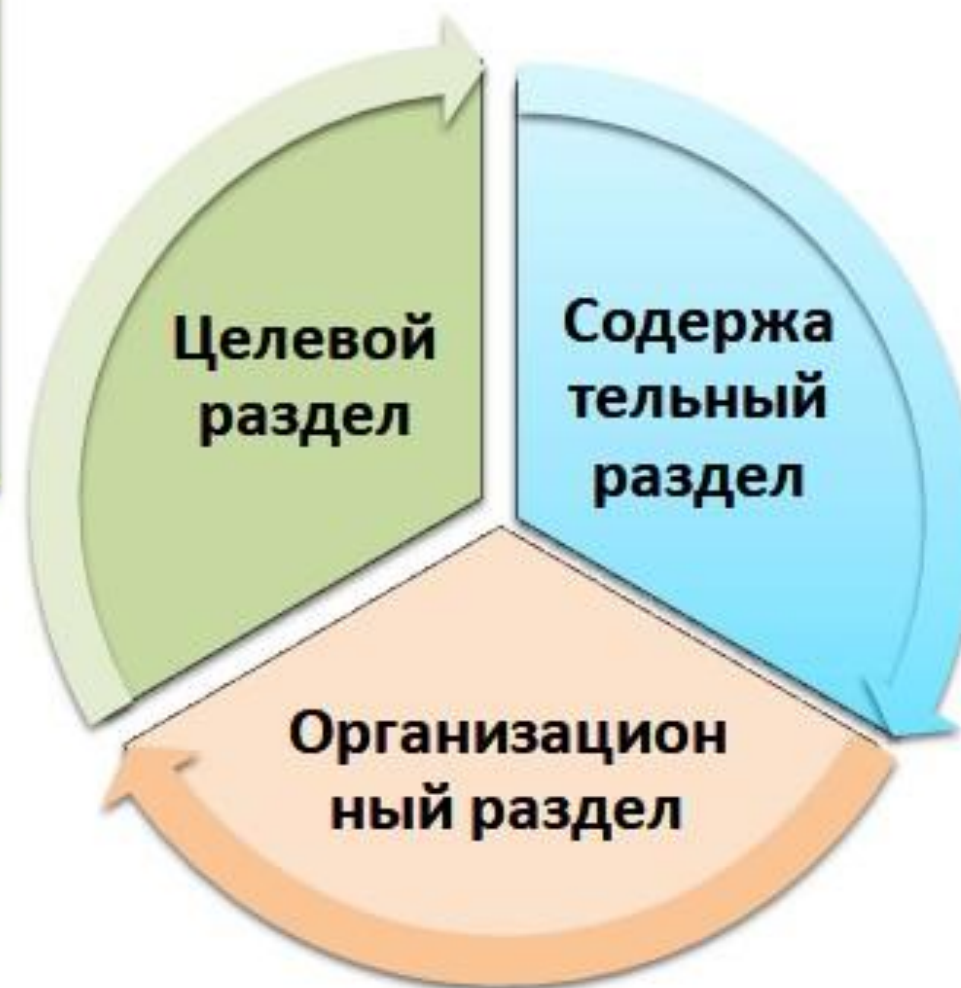 Целевой
раздел
Содержа
тельный
раздел
Организацион
ный раздел